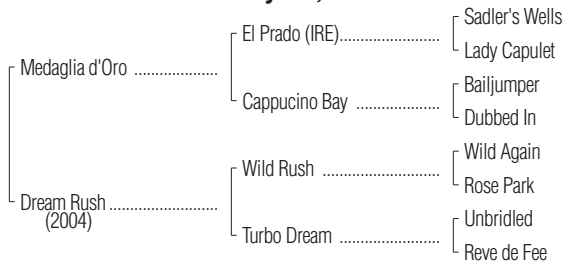 Sadler's Wells
El Prado (IRE)........................
Lady Capulet
Medaglia d'Oro ....................
Bailjumper
Cappucino Bay ....................
Dubbed In
Wild Again
Wild Rush .........................
Rose Park
Dream Rush ..........................
(2004)
Unbridled
Turbo Dream ........................
Reve de Fee